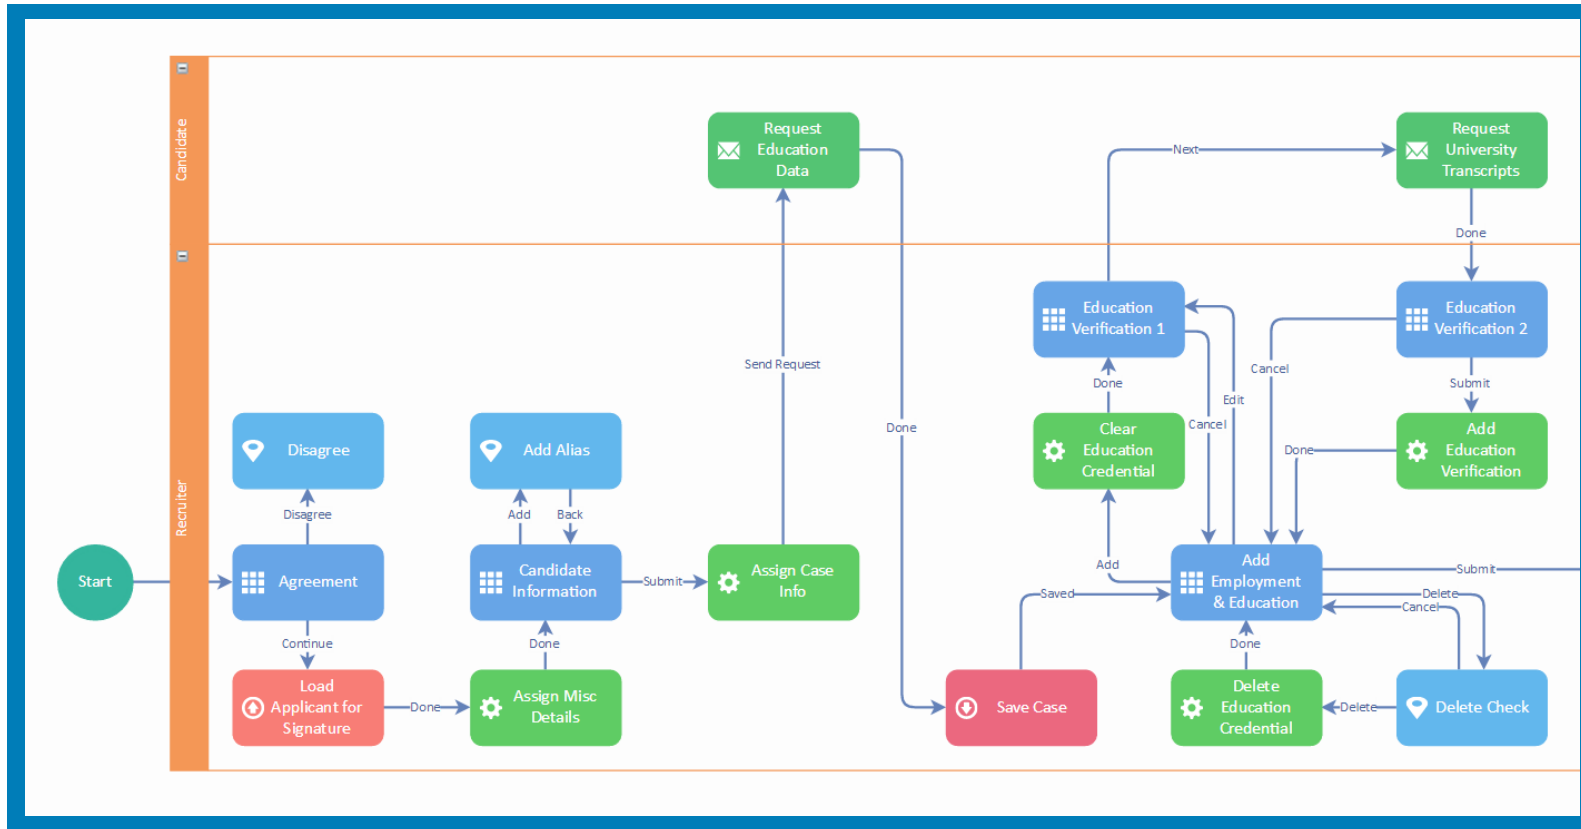 Candidate
Request
Education
Data
Next
Request
University
Transcripts
Done
Recruiter
Education
Verification 1
Education
Verification 2
Send Request
Cancel
Done
Submit
Edit
Cancel
Done
Disagree
Add Alias
Clear
Education
Credential
Done
Add
Education
Verification
Disagree
Add
Back
Add
Start
Agreement
Candidate
Information
Submit
Assign Case
Info
Add
Employment
& Education
Submit
Saved
Delete
Cancel
Continue
Done
Done
Load
Applicant for
Signature
Done
Assign Misc
Details
Save Case
Delete
Education
Credential
Delete
Delete Check